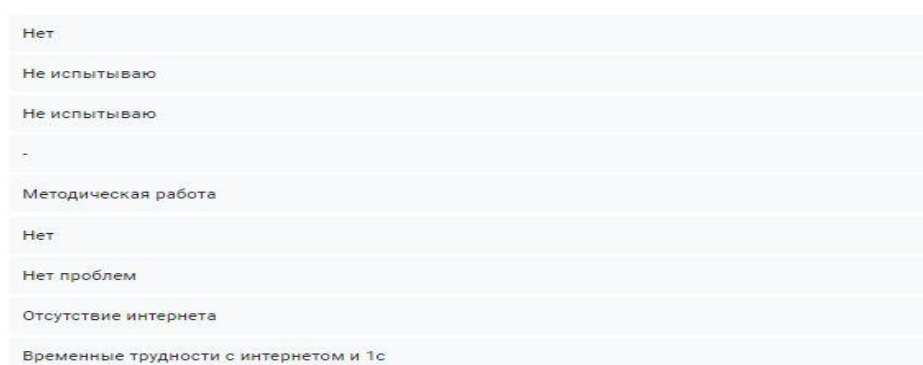 Нет
Не испытываю
Не испытываю
-
Методическая работа
Нет
Нет проблем
Отсутствие интернета
Временные трудности с интернетом и 1с